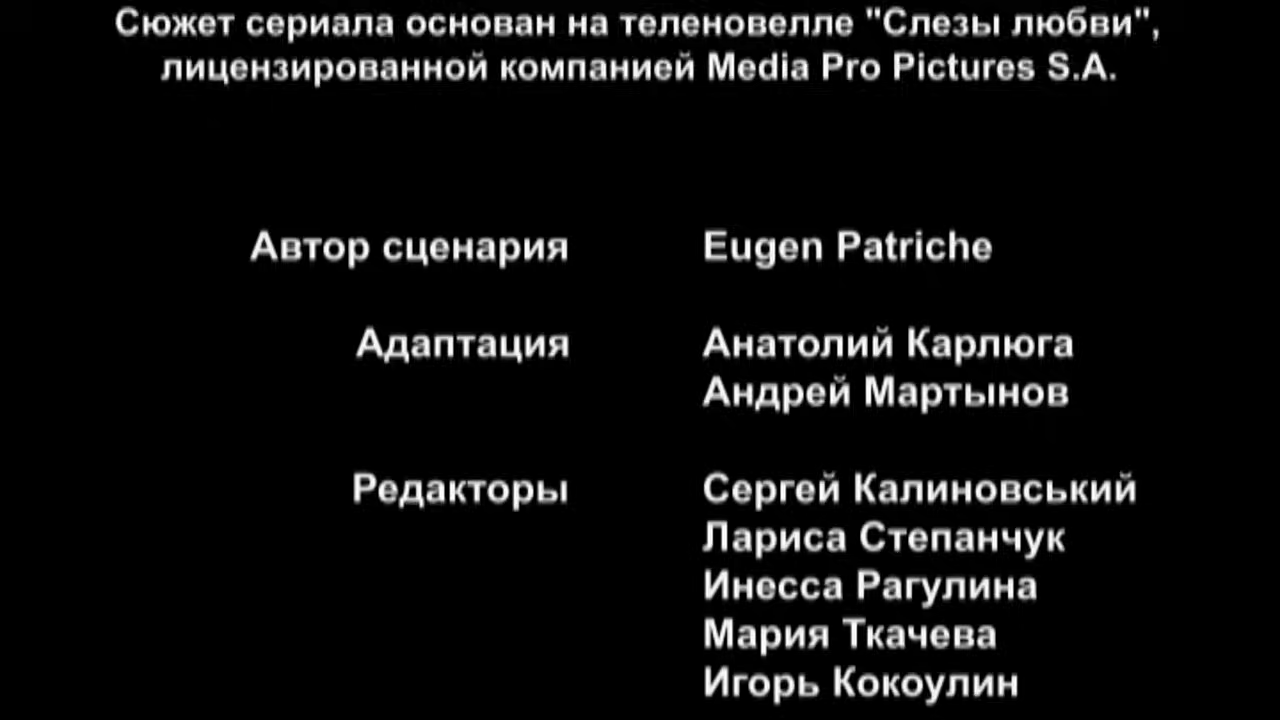 Сюжет сериала основан на теленовелле "Слезы любви",
лицензированной компанией Media Pro Pictures S.A.
Автор сценария Eugen Patriche
Адаптация Анатолий Карлюга
Андрей Мартынов
Редакторы Сергей Калиновський
Лариса Степанчук
Инесса Рагулина
Мария Ткачева
Игорь Кокоулин